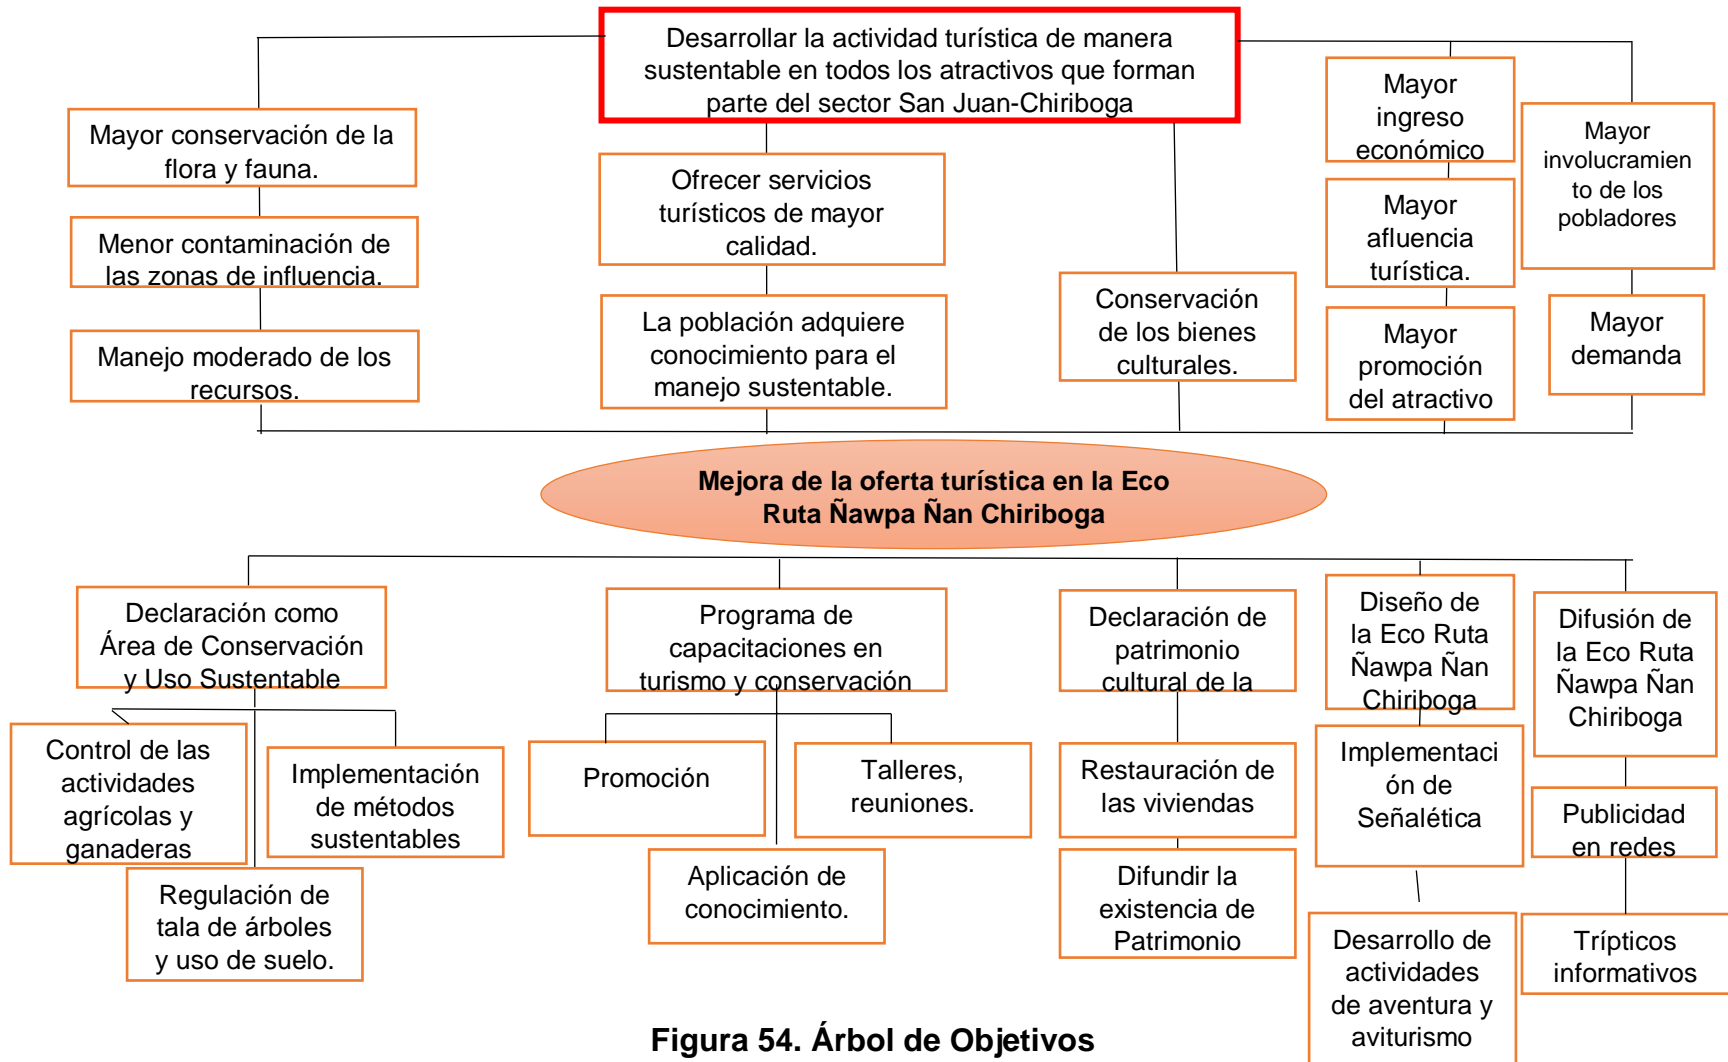 Desarrollar la actividad turística de manera
sustentable en todos los atractivos que forman
parte del sector San Juan-Chiriboga
Mayor conservación de la
flora y fauna.
Menor contaminación de
las zonas de influencia.
Manejo moderado de los
recursos.
Ofrecer servicios
turísticos de mayor
calidad.
La población adquiere
conocimiento para el
manejo sustentable.
Conservación
de los bienes
culturales.
Mayor
ingreso
económico
Mayor
afluencia
turística.
Mayor
promoción
del atractivo
Mayor
involucramien
to de los
pobladores
Mayor
demanda
Mejora de la oferta turística en la Eco
Ruta Ñawpa Ñan Chiriboga
Declaración como
Área de Conservación
y Uso Sustentable
Control de las
actividades
agrícolas y
ganaderas
Implementación
de métodos
sustentables
Regulación de
tala de árboles
y uso de suelo.
Programa de
capacitaciones en
turismo y conservación
Promoción
Talleres,
reuniones.
Aplicación de
conocimiento.
Declaración de
patrimonio
cultural de la
Restauración de
las viviendas
Difundir la
existencia de
Patrimonio
Diseño de
la Eco Ruta
Ñawpa Ñan
Chiriboga
Implementaci
ón de
Señalética
Desarrollo de
actividades
de aventura y
aviturismo
Difusión de
la Eco Ruta
Ñawpa Ñan
Chiriboga
Publicidad
en redes
Trípticos
informativos
Figura 54. Árbol de Objetivos